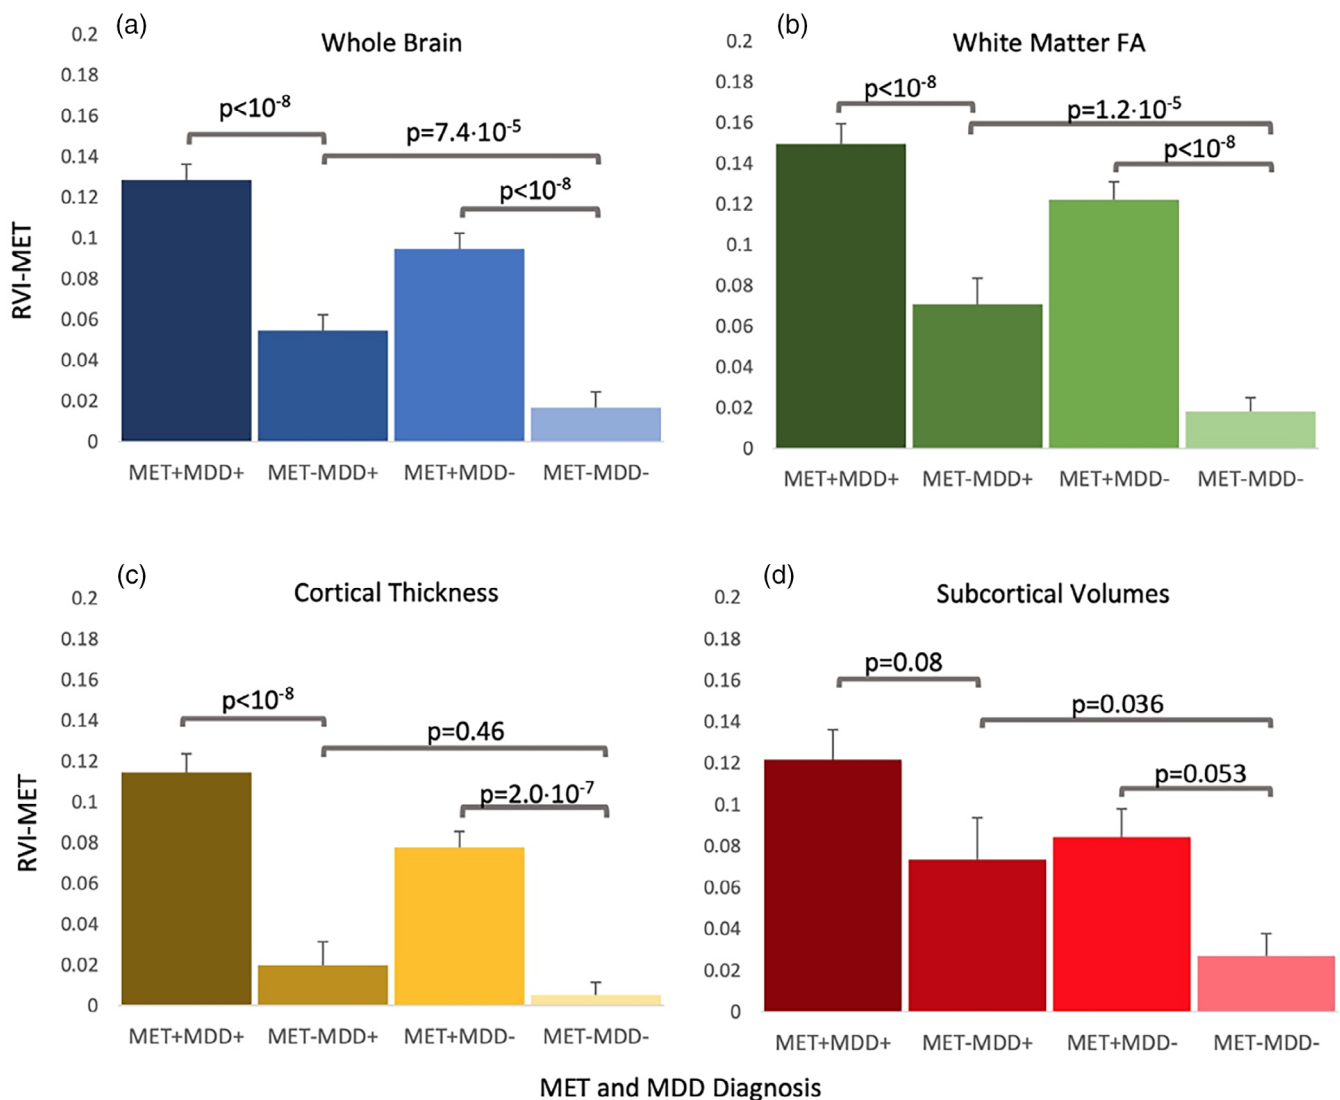 (a)
Whole Brain
RVI-MET
0.2
0.18
0.16
0.14
0.12
0.1
0.08
0.06
0.04
0.02
0
p<10⁻⁸
p=7.4·10⁻⁵
p<10⁻⁸
MET+MDD+ MET-MDD+ MET+MDD- MET-MDD-
(b)
White Matter FA
0.2
0.18
0.16
0.14
0.12
0.1
0.08
0.06
0.04
0.02
0
p<10⁻⁸
p=1.2·10⁻⁵
p<10⁻⁸
MET+MDD+ MET-MDD+ MET+MDD- MET-MDD-
(c)
Cortical Thickness
RVI-MET
0.2
0.18
0.16
0.14
0.12
0.1
0.08
0.06
0.04
0.02
0
p<10⁻⁸
p=0.46
p=2.0·10⁻⁷
MET+MDD+ MET-MDD+ MET+MDD- MET-MDD-
(d)
Subcortical Volumes
0.2
0.18
0.16
0.14
0.12
0.1
0.08
0.06
0.04
0.02
0
p=0.08
p=0.036
p=0.053
MET+MDD+ MET-MDD+ MET+MDD- MET-MDD-
MET and MDD Diagnosis